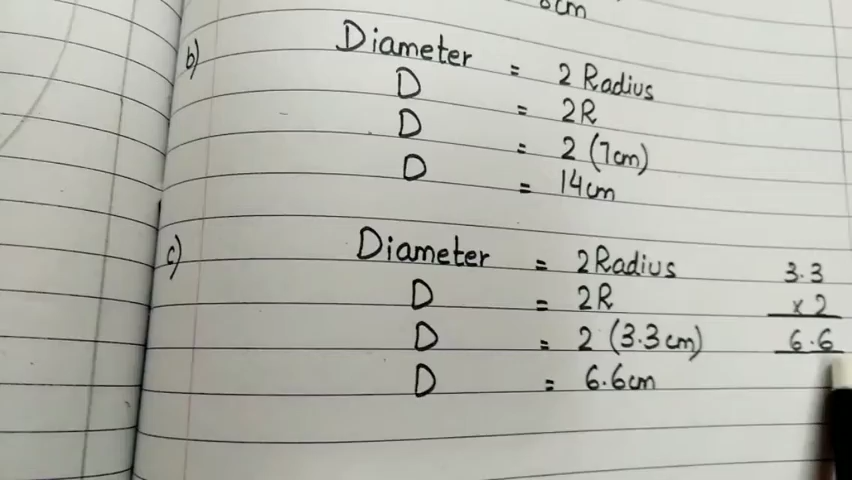 b) Diameter = 2 Radius
D = 2R
D = 2 (7cm)
D = 14cm
c) Diameter = 2Radius
D = 2R
D = 2 (3.3cm)
D = 6.6cm
3.3
x 2
6.6